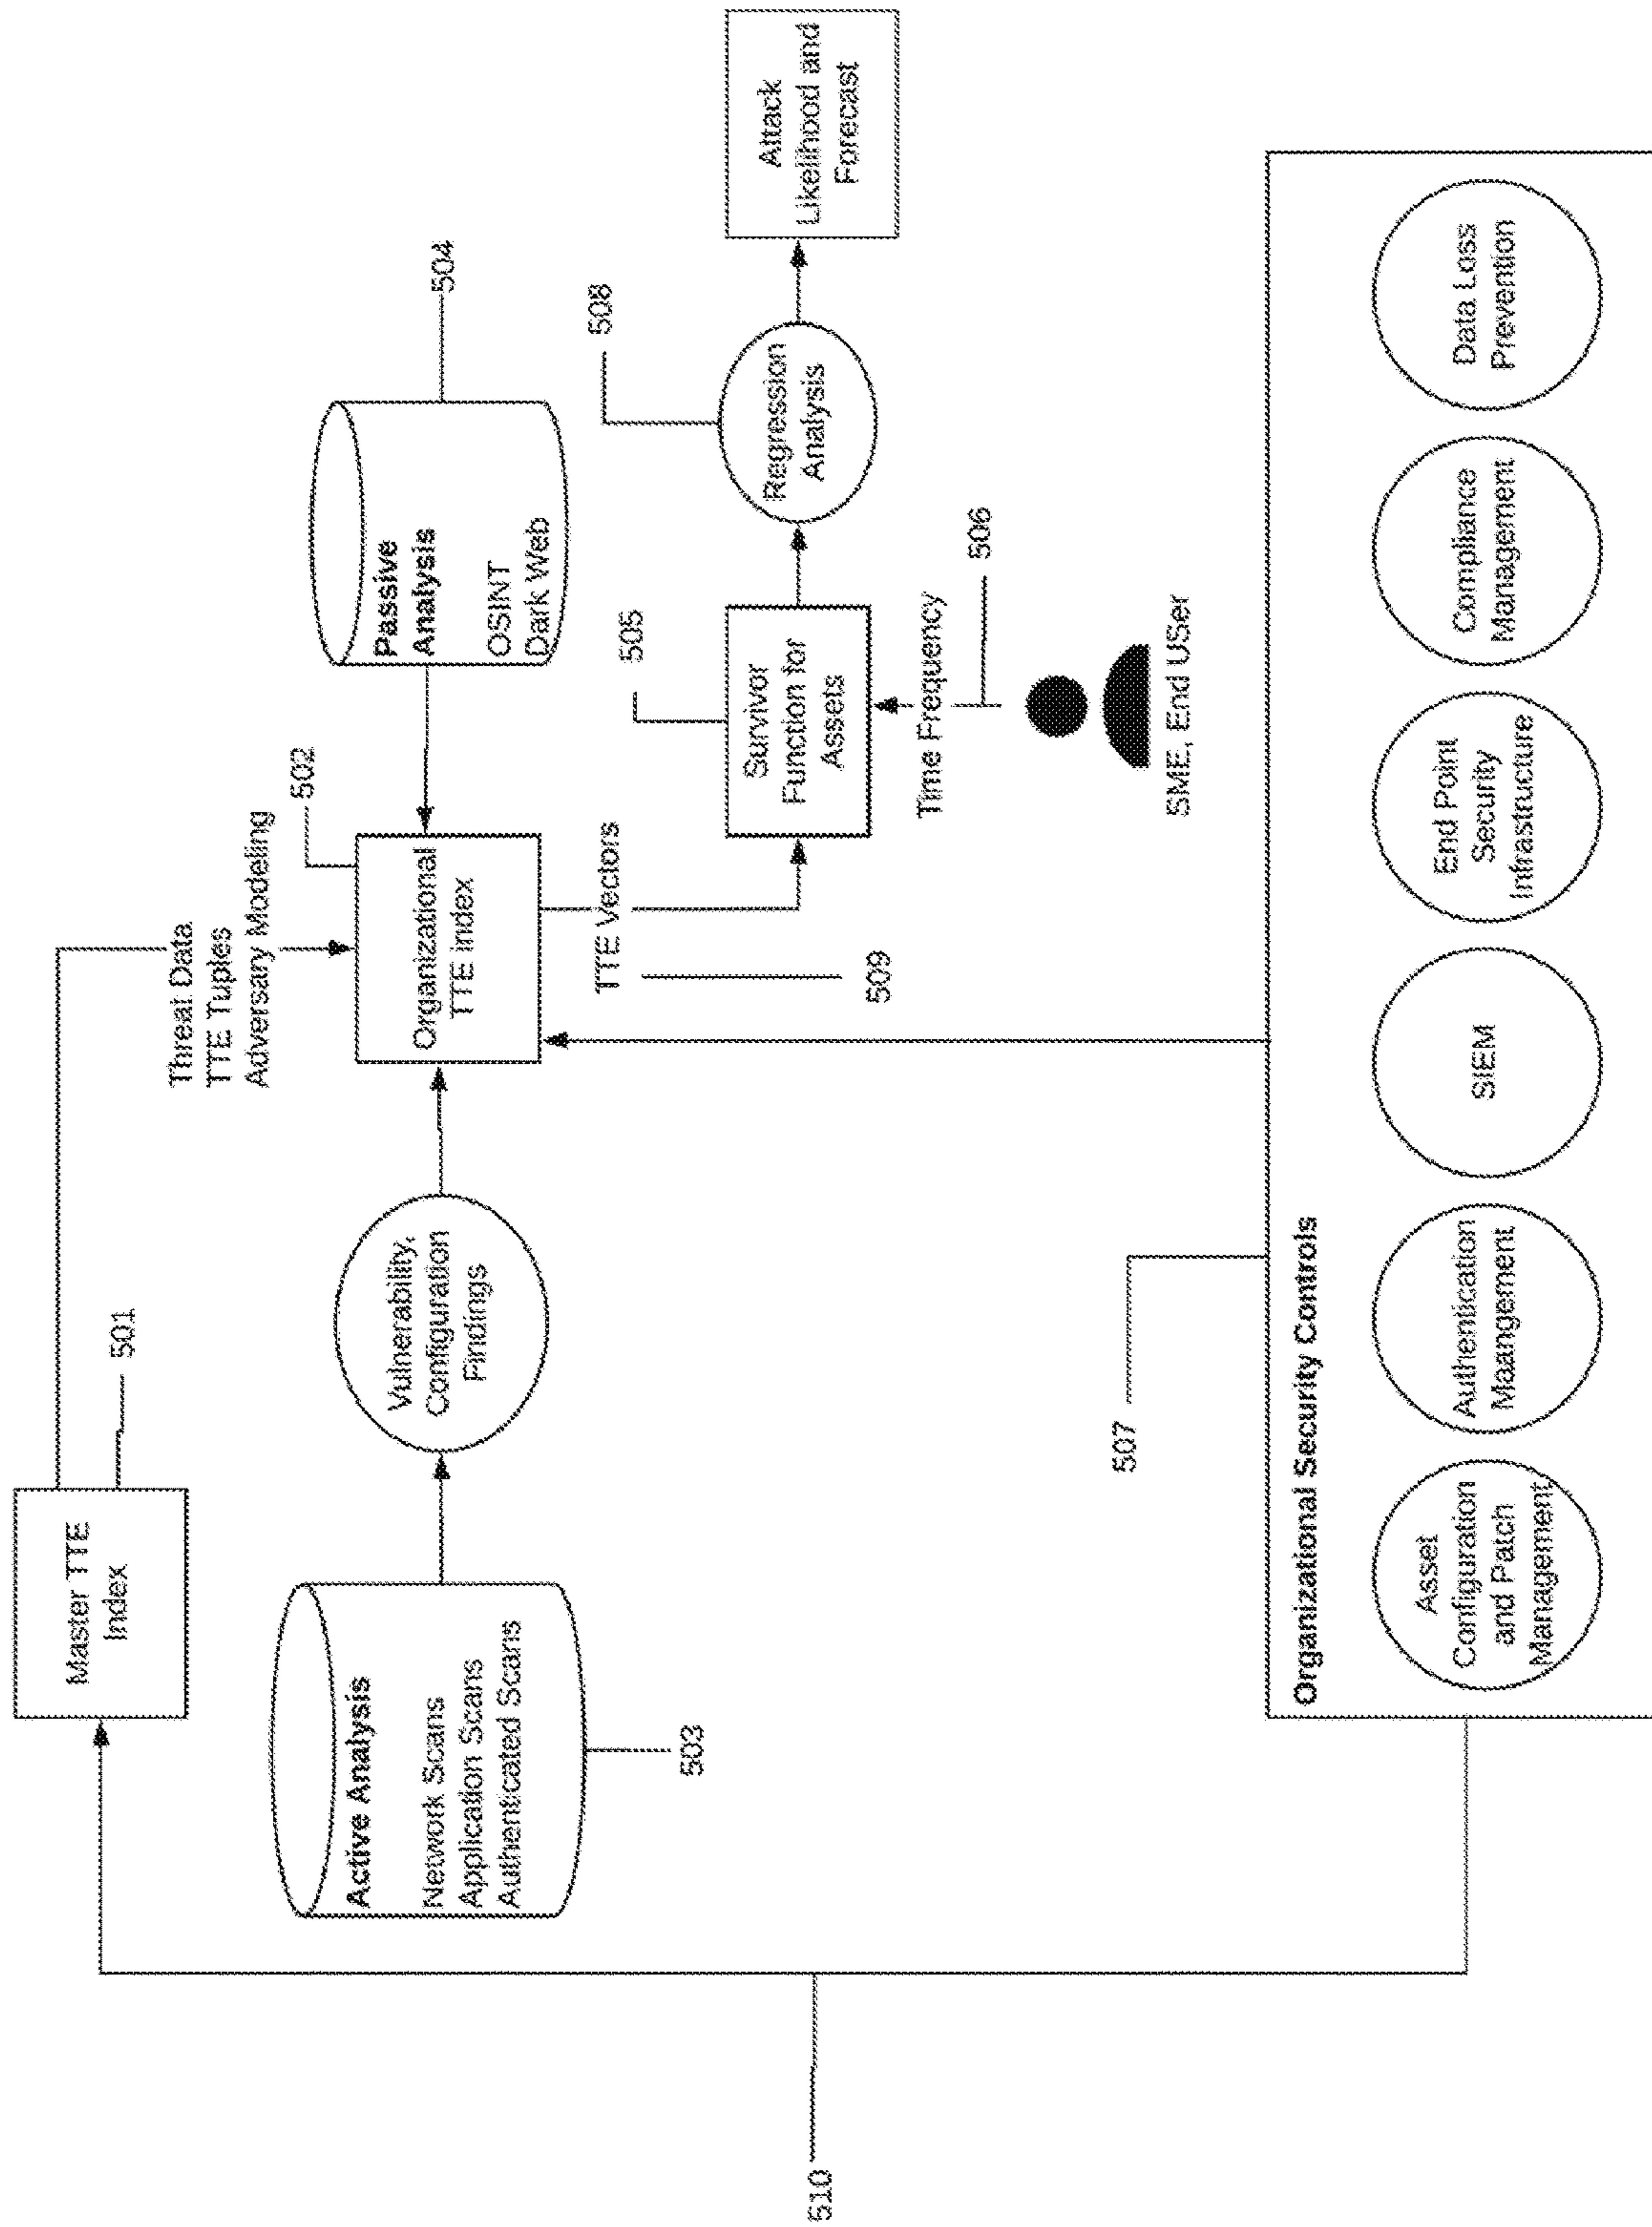 Master TTE
Index
501
Threat Data
TTE Tuples
Adversary Modeling
502
504
Active Analysis
Network Scans
Application Scans
Authenticated Scans
503
Vulnerability,
Configuration
Findings
Organizational
TTE index
Passive
Analysis
OSINT
Dark Web
TTE Vectors
509
505
Survivor
Function for
Assets
508
Regression
Analysis
Attack
Likelihood and
Forecast
Time Frequency
506
SME, End USer
510
507
Organizational Security Controls
Asset
Configuration
and Patch
Management
Authentication
Maangement
SIEM
End Point
Security
Infrastructure
Compliance
Management
Data Loss
Prevention